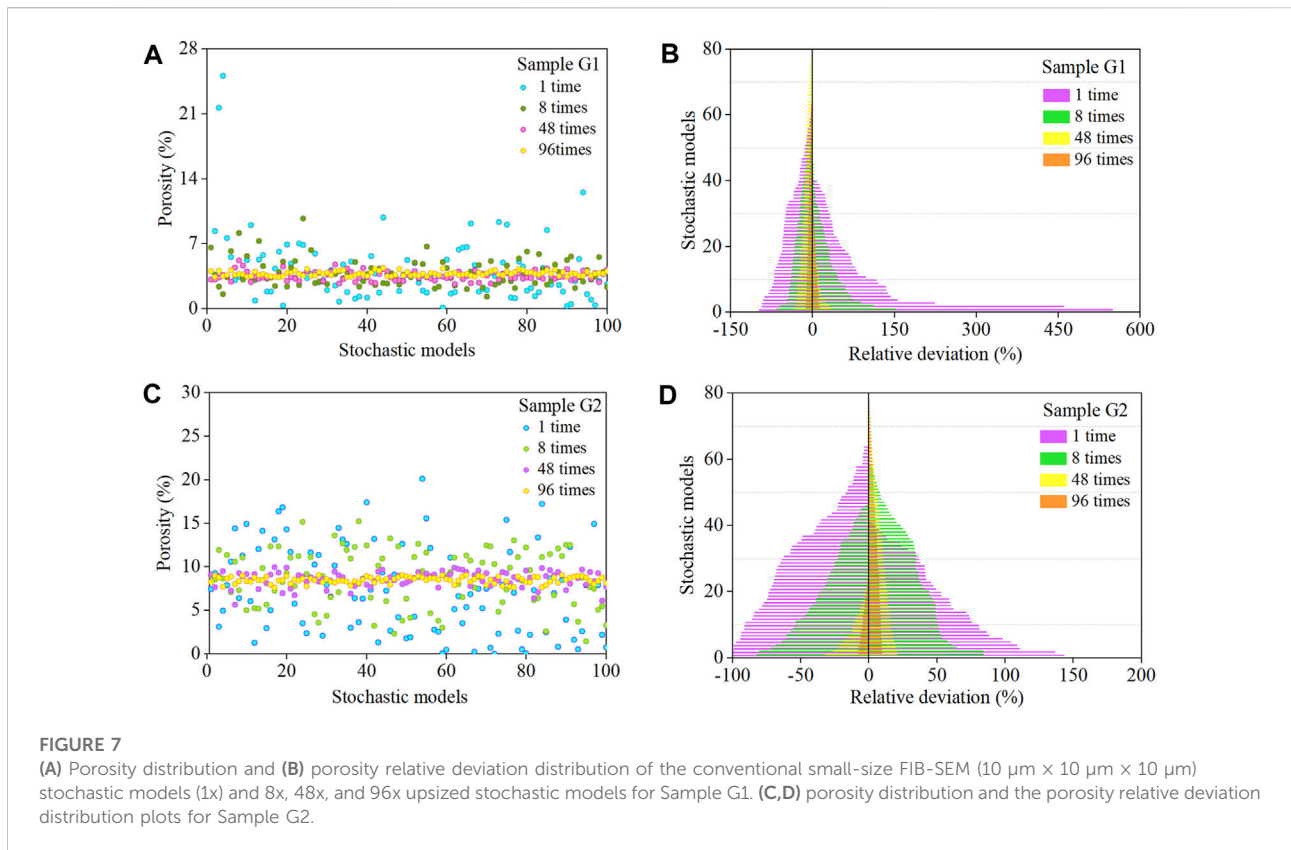 A
28
21
14
7
0
Porosity (%)
Sample G1
1 time
8 times
48 times
96times
0 20 40 60 80 100
Stochastic models
B
80
60
40
20
0
Stochastic models
Sample G1
1 time
8 times
48 times
96 times
-150 0 150 300 450 600
Relative deviation (%)
C
30
25
20
15
10
5
0
Porosity (%)
Sample G2
1 time
8 times
48 times
96 times
0 20 40 60 80 100
Stochastic models
D
80
60
40
20
0
Stochastic models
Sample G2
1 time
8 times
48 times
96 times
-100 -50 0 50 100 150 200
Relative deviation (%)
FIGURE 7
(A) Porosity distribution and (B) porosity relative deviation distribution of the conventional small-size FIB-SEM (10 µm × 10 µm × 10 µm)
stochastic models (1x) and 8x, 48x, and 96x upsized stochastic models for Sample G1. (C,D) porosity distribution and the porosity relative deviation
distribution plots for Sample G2.